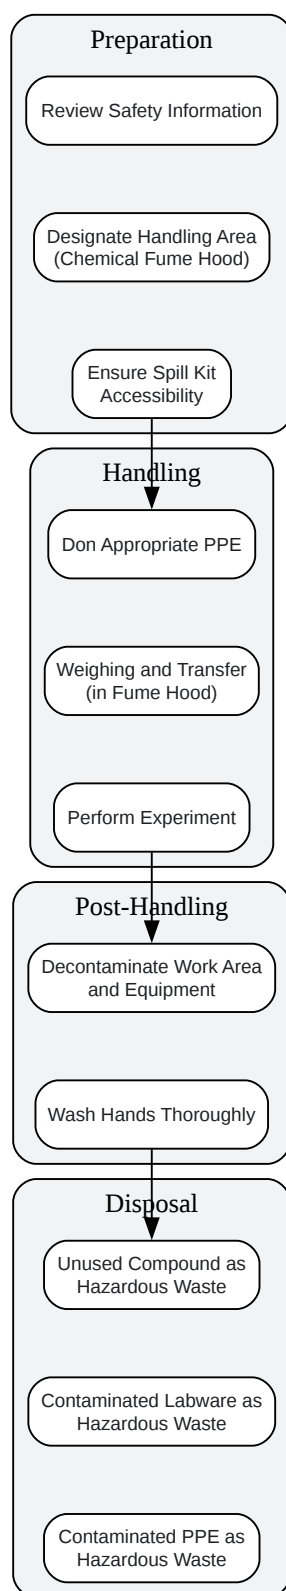 Preparation
Review Safety Information
Designate Handling Area
(Chemical Fume Hood)
Ensure Spill Kit
Accessibility
Handling
Don Appropriate PPE
Weighing and Transfer
(in Fume Hood)
Perform Experiment
Post-Handling
Decontaminate Work Area
and Equipment
Wash Hands Thoroughly
Disposal
Unused Compound as
Hazardous Waste
Contaminated Labware as
Hazardous Waste
Contaminated PPE as
Hazardous Waste